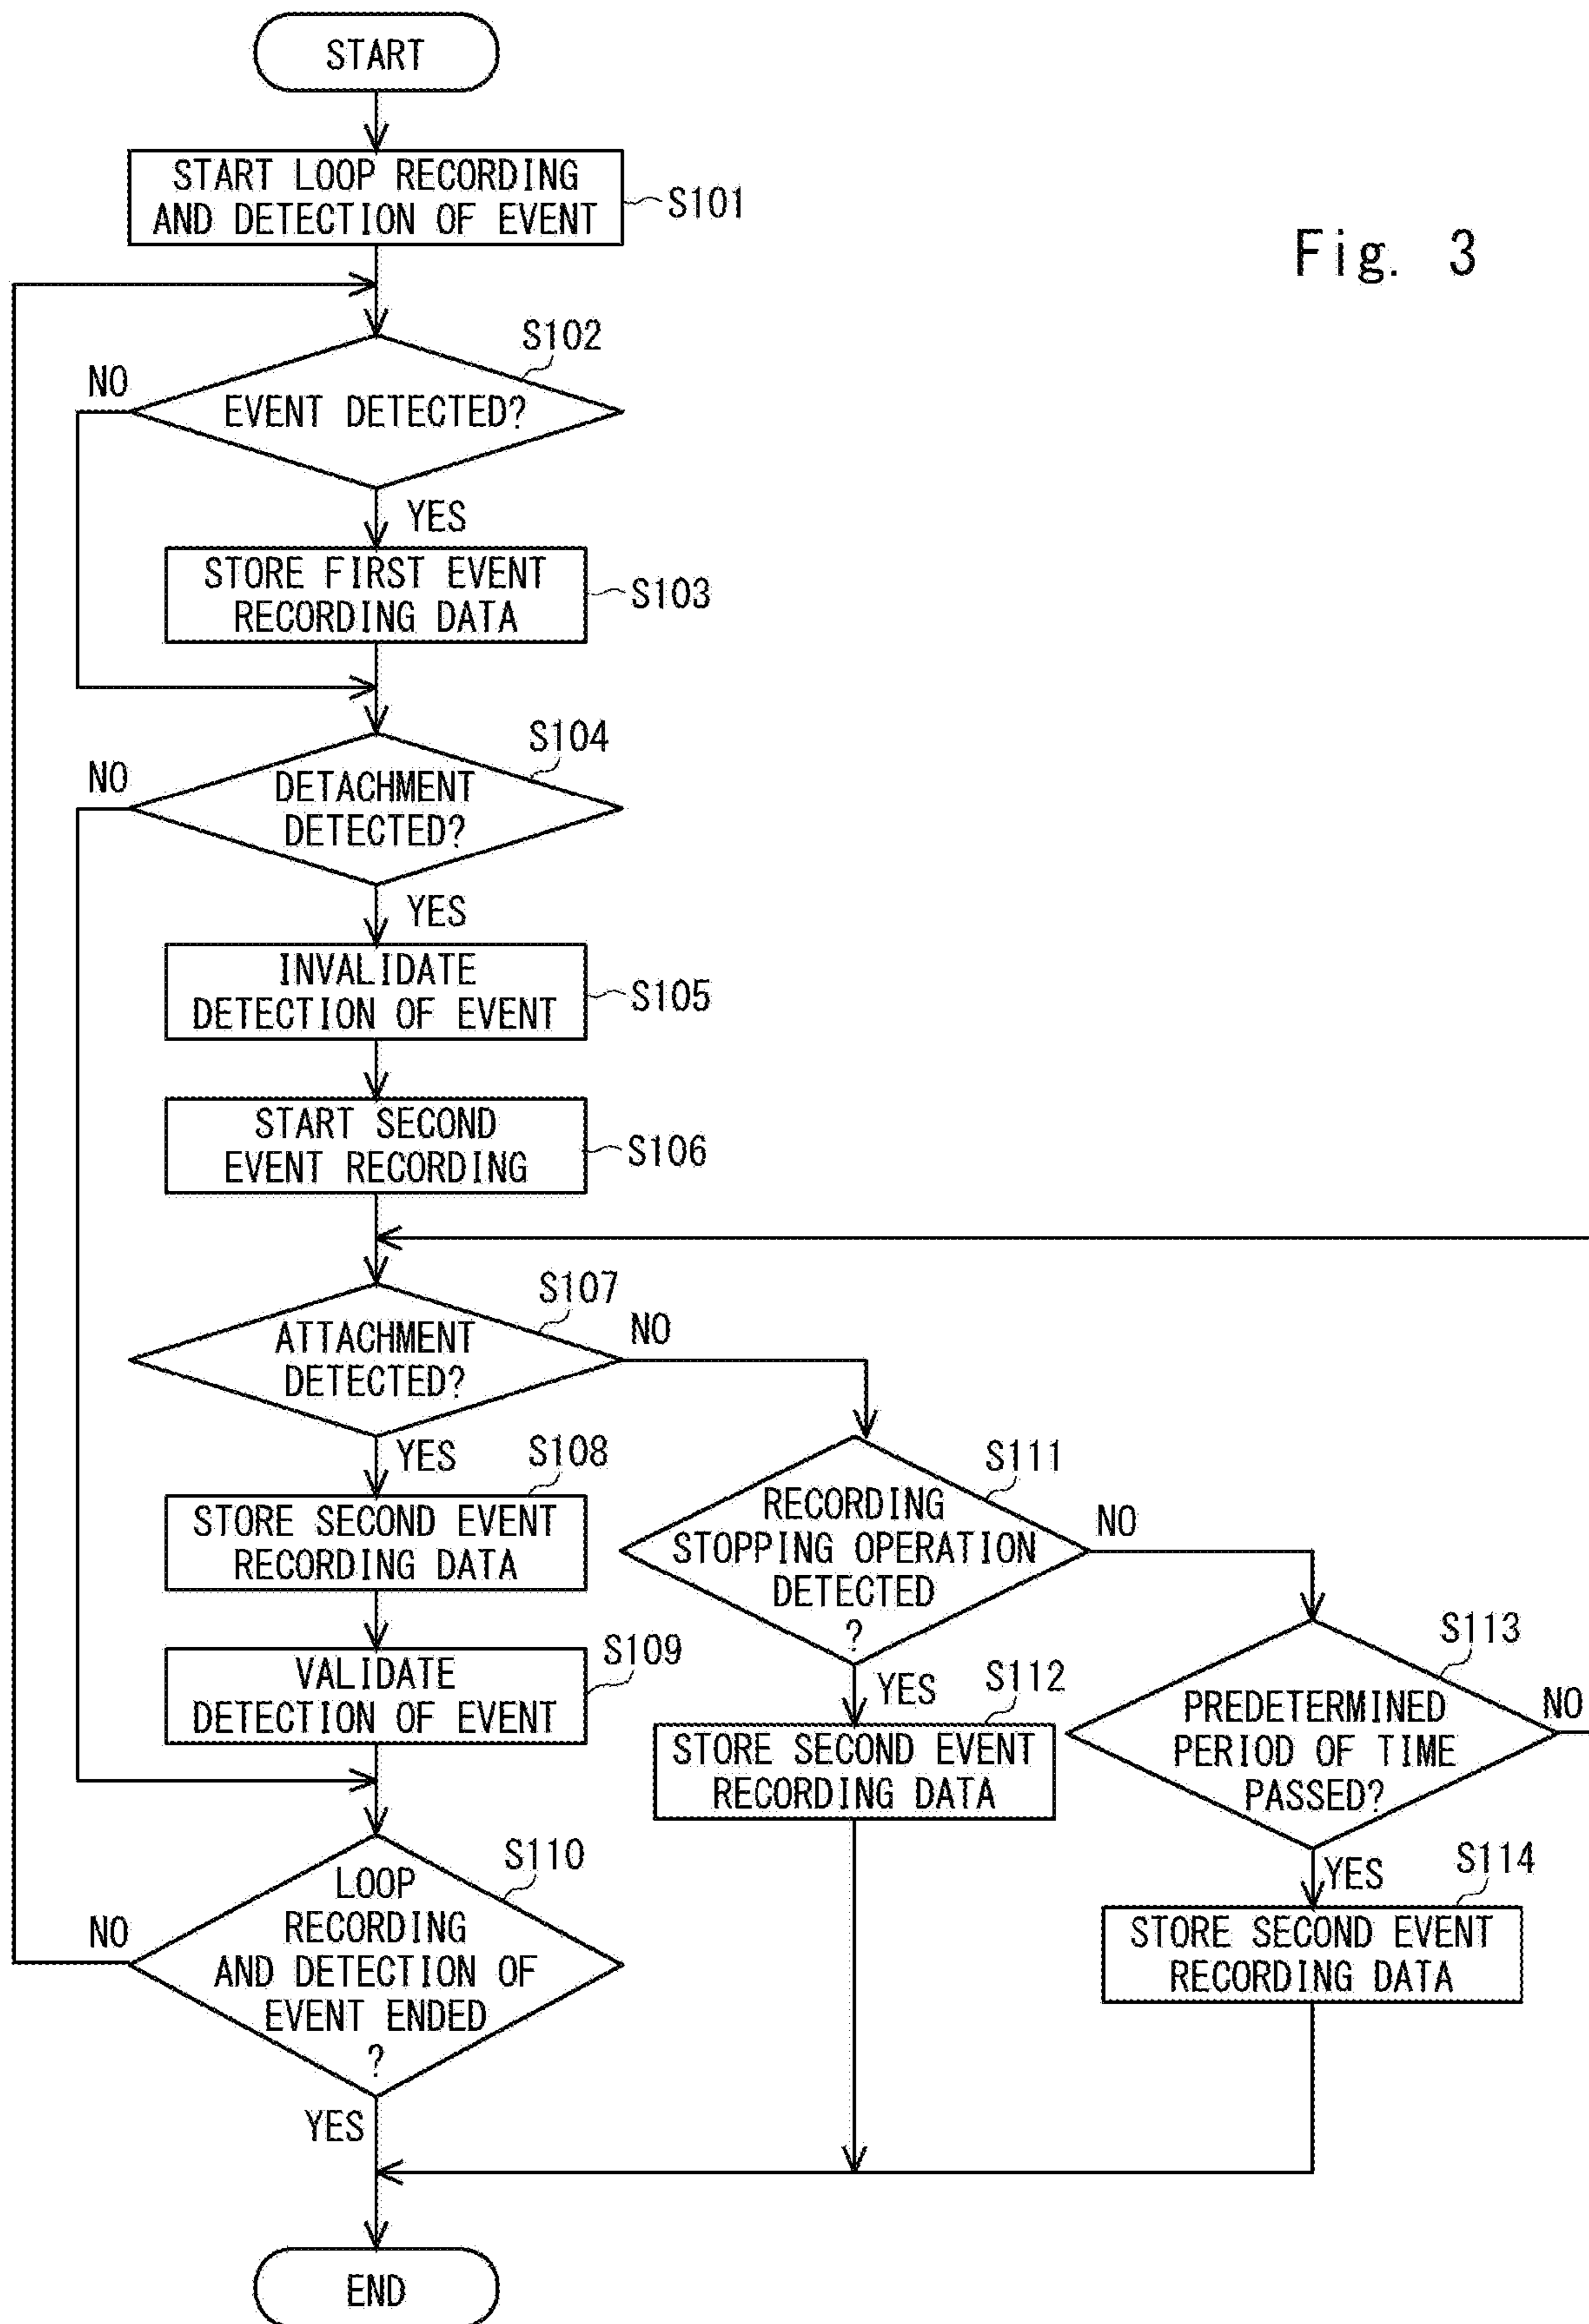 START
START LOOP RECORDING
AND DETECTION OF EVENT
S101
Fig. 3
S102
NO
EVENT DETECTED?
YES
STORE FIRST EVENT
RECORDING DATA
S103
S104
NO
DETACHMENT
DETECTED?
YES
INVALIDATE
DETECTION OF EVENT
S105
START SECOND
EVENT RECORDING
S106
S107
NO
ATTACHMENT
DETECTED?
YES
S108
STORE SECOND EVENT
RECORDING DATA
S109
VALIDATE
DETECTION OF EVENT
S111
RECORDING
STOPPING OPERATION
DETECTED
?
NO
YES
S112
STORE SECOND EVENT
RECORDING DATA
S113
PREDETERMINED
PERIOD OF TIME
PASSED?
NO
YES
S114
STORE SECOND EVENT
RECORDING DATA
S110
NO
LOOP
RECORDING
AND DETECTION OF
EVENT ENDED
?
YES
END